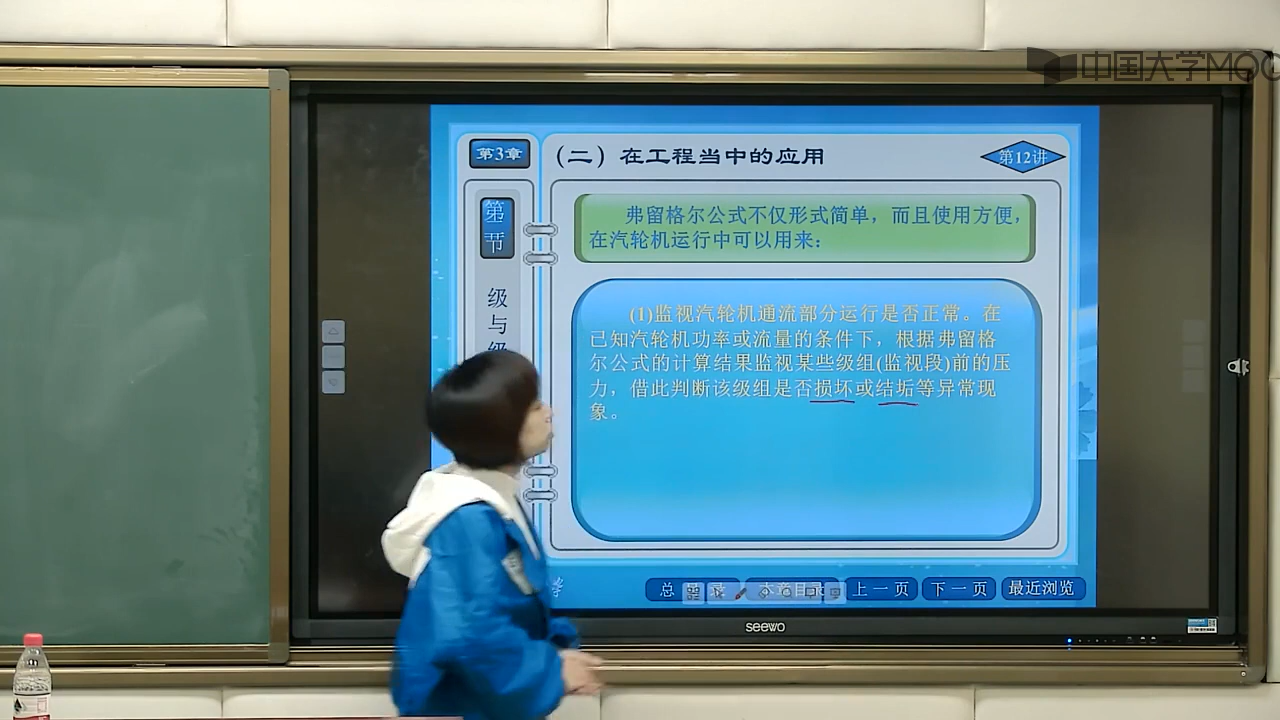 中国大学MOC
第3章
（二）在工程当中的应用
第12讲
第
节
级
与
弗留格尔公式不仅形式简单，而且使用方便，
在汽轮机运行中可以用来：
(1)监视汽轮机通流部分运行是否正常。在
已知汽轮机功率或流量的条件下，根据弗留格
尔公式的计算结果监视某些级组(监视段)前的压
力，借此判断该级组是否损坏或结垢等异常现
象。
总 目 录
本章目录
上一页
下一页
最近浏览
seewo